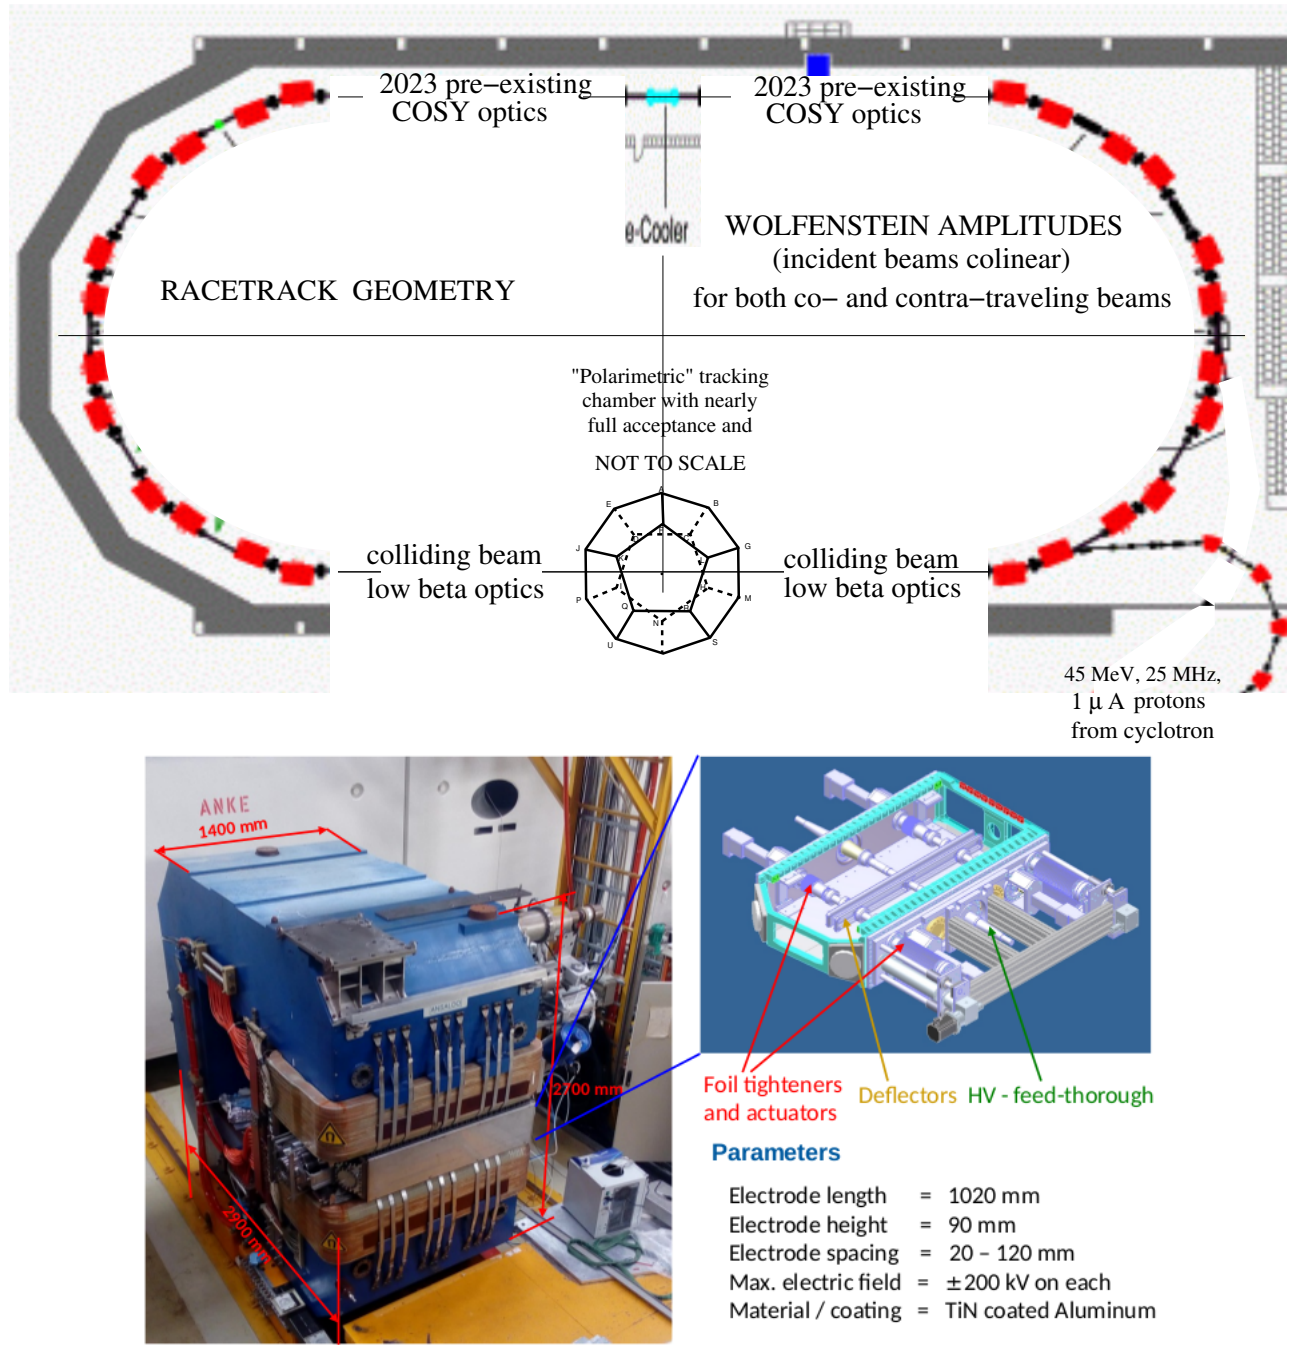 2023 pre−existing
COSY optics
2023 pre−existing
COSY optics
e-Cooler
WOLFENSTEIN AMPLITUDES
(incident beams colinear)
for both co− and contra−traveling beams
RACETRACK GEOMETRY
"Polarimetric" tracking
chamber with nearly
full acceptance and
NOT TO SCALE
A
E
B
J
G
P
M
Q
N
U
S
colliding beam
low beta optics
colliding beam
low beta optics
45 MeV, 25 MHz,
1 μ A protons
from cyclotron
ANKE
1400 mm
2700 mm
2900 mm
Foil tighteners
and actuators
Deflectors
HV - feed-thorough
Parameters
Electrode length = 1020 mm
Electrode height = 90 mm
Electrode spacing = 20 – 120 mm
Max. electric field = ±200 kV on each
Material / coating = TiN coated Aluminum